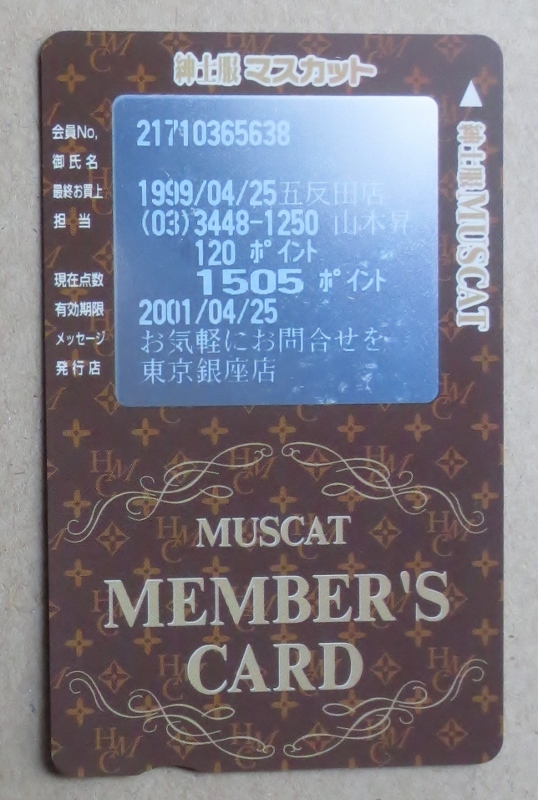 紳士服マスカット
会員No, 21710365638
御氏名
最終お買上 1999/04/25五反田店
担当 (03)3448-1250 山木昇
120 ポイント
現在点数 1505 ポイント
有効期限 2001/04/25
メッセージ お気軽にお問合せを
発行店 東京銀座店
紳士服 MUSCAT
MUSCAT
MEMBER'S
CARD